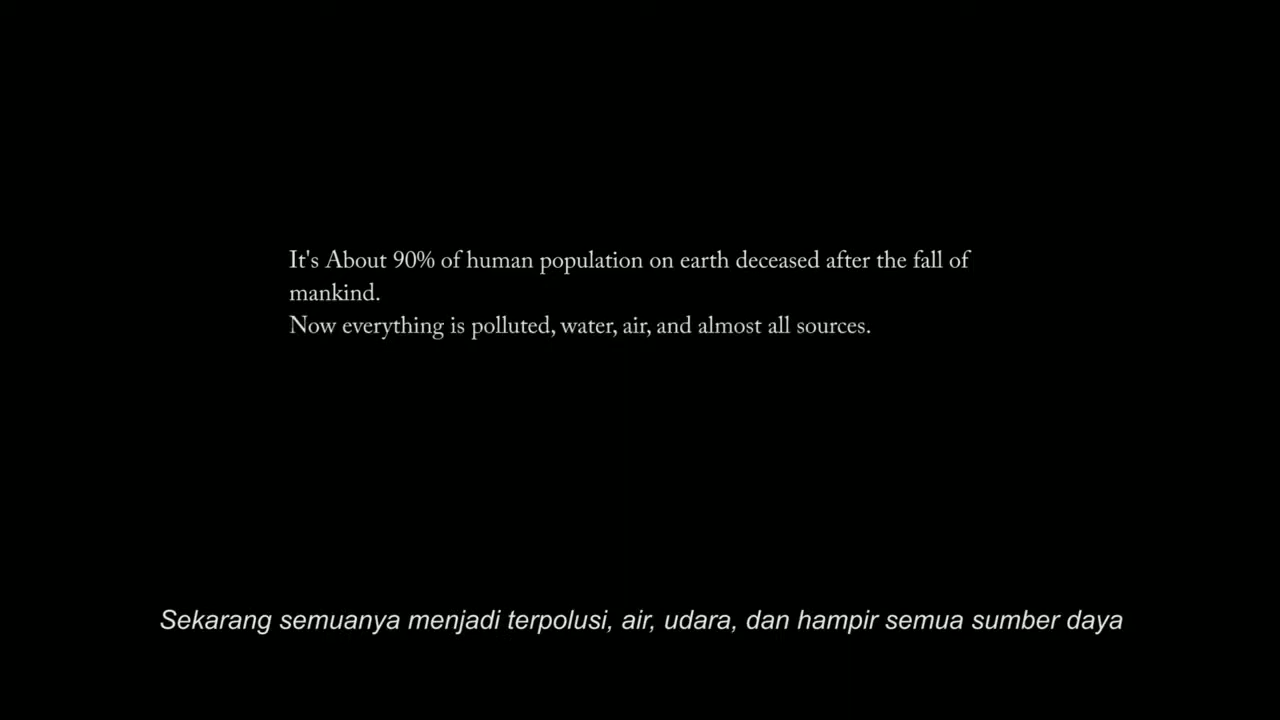 It's About 90% of human population on earth deceased after the fall of
mankind.
Now everything is polluted, water, air, and almost all sources.
Sekarang semuanya menjadi terpolusi, air, udara, dan hampir semua sumber daya